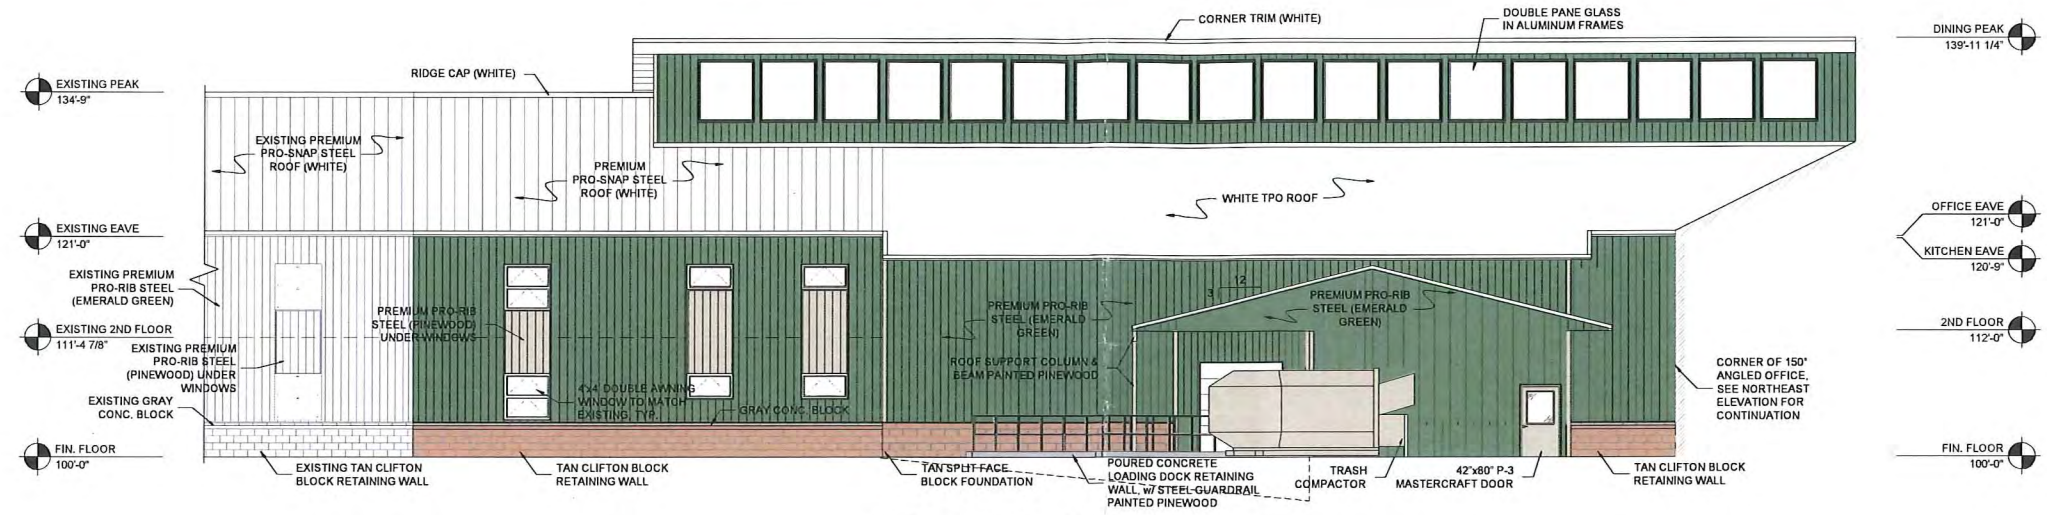 CORNER TRIM (WHITE)
DOUBLE PANE GLASS
IN ALUMINUM FRAMES
DINING PEAK
139'-11 1/4"
RIDGE CAP (WHITE)
EXISTING PEAK
134'-9"
EXISTING PREMIUM
PRO-SNAP STEEL
ROOF (WHITE)
PREMIUM
PRO-SNAP STEEL
ROOF (WHITE)
WHITE TPO ROOF
OFFICE EAVE
121'-0"
KITCHEN EAVE
120'-9"
EXISTING EAVE
121'-0"
EXISTING PREMIUM
PRO-RIB STEEL
(EMERALD GREEN)
12
3
PREMIUM PRO-RIB
STEEL (PINEWOOD)
UNDER WINDOWS
PREMIUM PRO-RIB
STEEL (EMERALD
GREEN)
PREMIUM PRO-RIB
STEEL (EMERALD
GREEN)
EXISTING 2ND FLOOR
111'-4 7/8"
2ND FLOOR
112'-0"
EXISTING PREMIUM
PRO-RIB STEEL
(PINEWOOD) UNDER
WINDOWS
ROOF SUPPORT COLUMN &
BEAM PAINTED PINEWOOD
CORNER OF 150°
ANGLED OFFICE,
SEE NORTHEAST
ELEVATION FOR
CONTINUATION
4'x4' DOUBLE AWNING
WINDOW TO MATCH
EXISTING, TYP.
GRAY CONC. BLOCK
EXISTING GRAY
CONC. BLOCK
FIN. FLOOR
100'-0"
FIN. FLOOR
100'-0"
EXISTING TAN CLIFTON
BLOCK RETAINING WALL
TAN CLIFTON BLOCK
RETAINING WALL
TAN SPLIT FACE
BLOCK FOUNDATION
POURED CONCRETE
LOADING DOCK RETAINING
WALL, w/ STEEL GUARDRAIL
PAINTED PINEWOOD
TRASH
COMPACTOR
42"x80" P-3
MASTERCRAFT DOOR
TAN CLIFTON BLOCK
RETAINING WALL